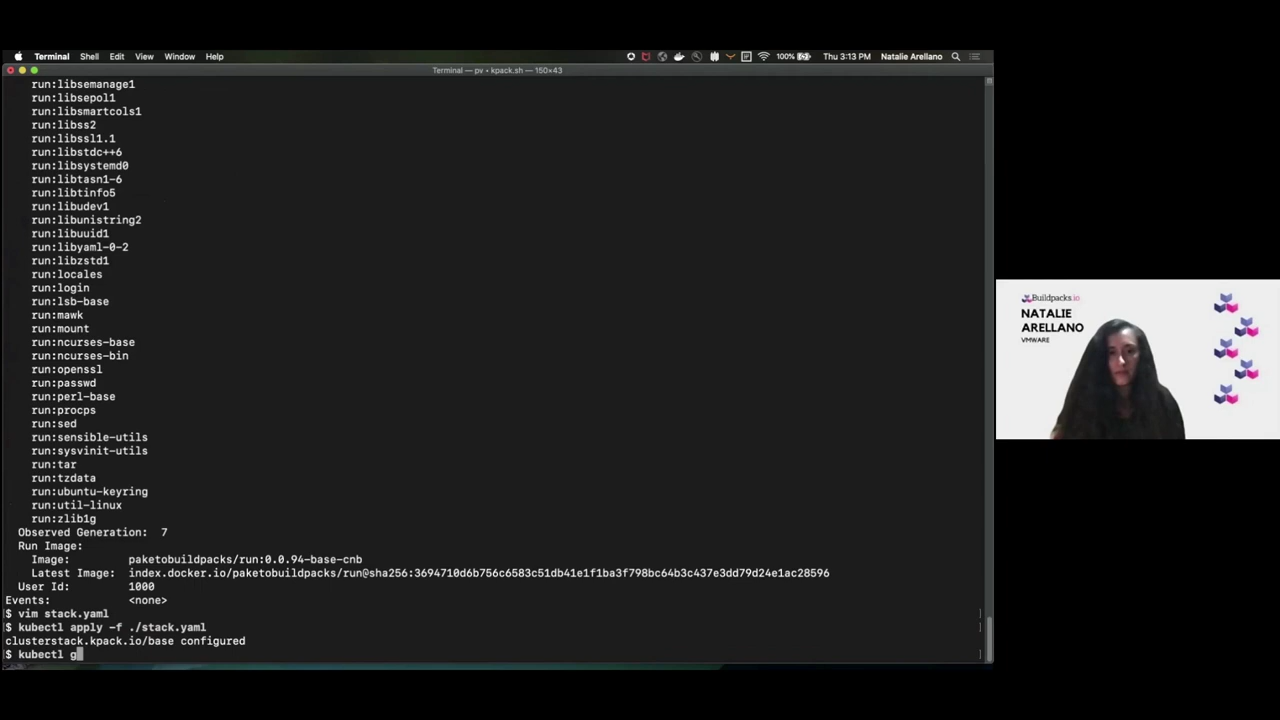 Terminal Shell Edit View Window Help 100% Thu 3:13 PM Natalie Arellano
Terminal — pv • kpack.sh — 150×43
run:libsemanage1
run:libsepol1
run:libsmartcols1
run:libss2
run:libssl1.1
run:libstdc++6
run:libsystemd0
run:libtasn1-6
run:libtinfo5
run:libudev1
run:libunistring2
run:libuuid1
run:libyaml-0-2
run:libzstd1
run:locales
run:login
run:lsb-base
run:mawk
run:mount
run:ncurses-base
run:ncurses-bin
run:openssl
run:passwd
run:perl-base
run:procps
run:sed
run:sensible-utils
run:sysvinit-utils
run:tar
run:tzdata
run:ubuntu-keyring
run:util-linux
run:zlib1g
Observed Generation: 7
Run Image:
Image: paketobuildpacks/run:0.0.94-base-cnb
Latest Image: index.docker.io/paketobuildpacks/run@sha256:3694710d6b756c6583c51db41e1f1ba3f798bc64b3c437e3dd79d24e1ac28596
User Id: 1000
Events: <none>
$ vim stack.yaml
$ kubectl apply -f ./stack.yaml
clusterstack.kpack.io/base configured
$ kubectl g
Buildpacks.io
NATALIE
ARELLANO
VMWARE